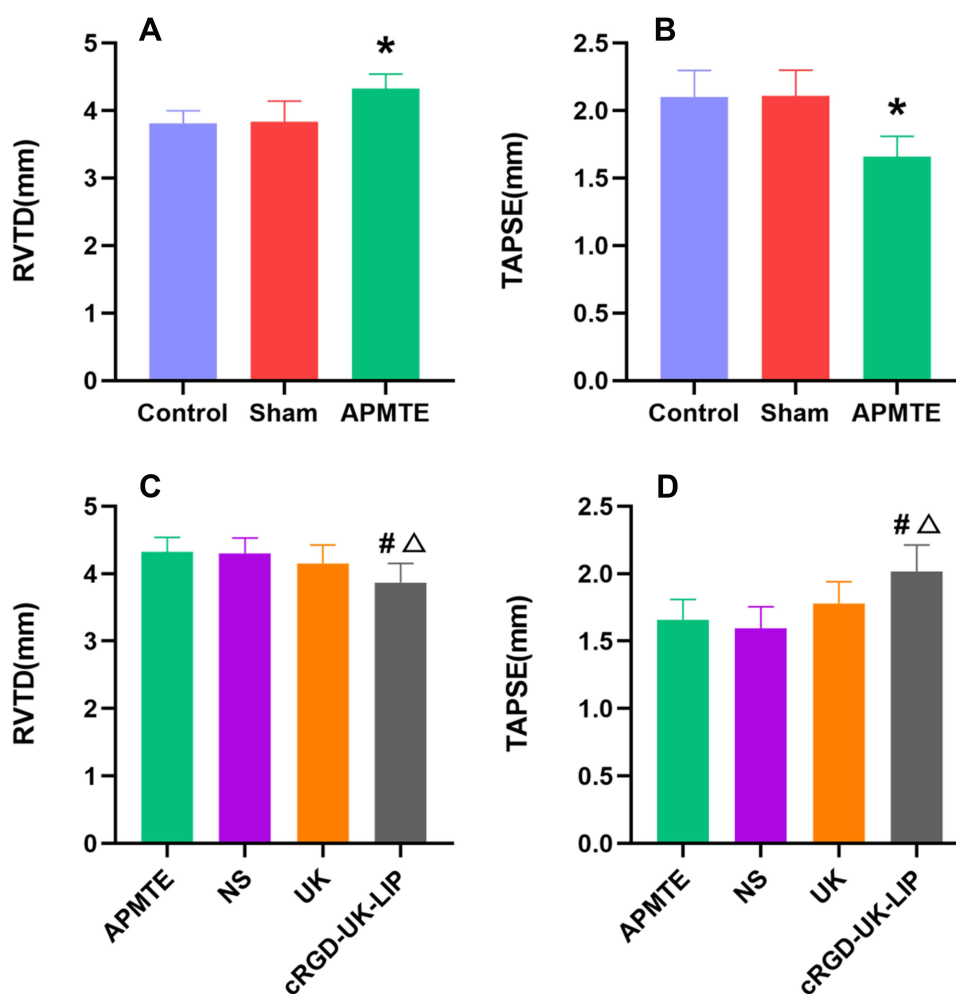 A
RVTD(mm)
5
4
3
2
1
0
*
Control Sham APMTE
B
TAPSE(mm)
2.5
2.0
1.5
1.0
0.5
0.0
*
Control Sham APMTE
C
RVTD(mm)
5
4
3
2
1
0
# △
APMTE
NS
UK
cRGD-UK-LIP
D
TAPSE(mm)
2.5
2.0
1.5
1.0
0.5
0.0
# △
APMTE
NS
UK
cRGD-UK-LIP